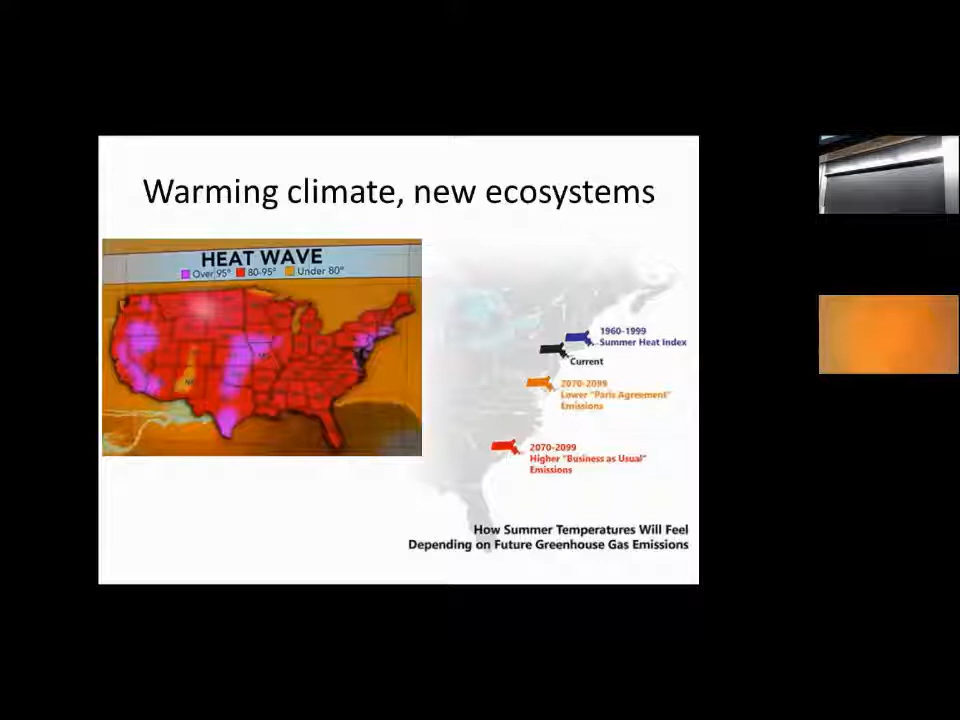 Warming climate, new ecosystems
HEAT WAVE
Over 95° 80-95° Under 80°
1960-1999
Summer Heat Index
Current
2070-2099
Lower "Paris Agreement"
Emissions
2070-2099
Higher "Business as Usual"
Emissions
How Summer Temperatures Will Feel
Depending on Future Greenhouse Gas Emissions